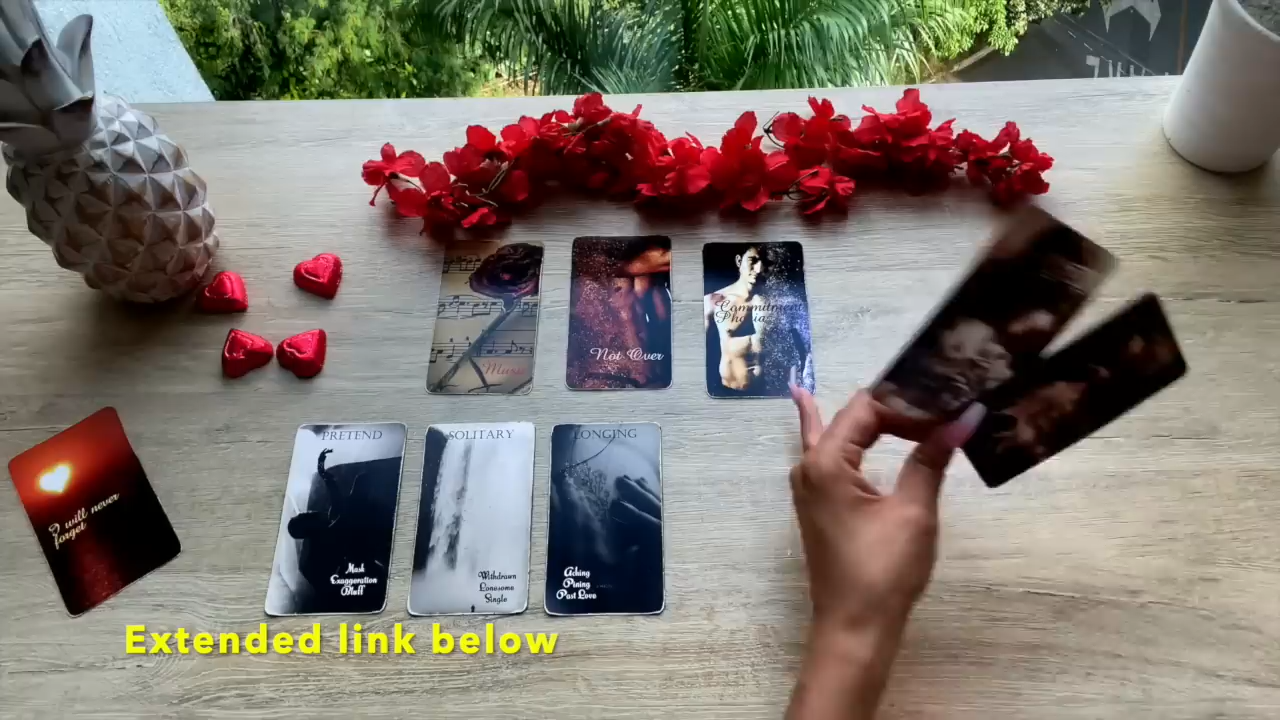 Music
Not Over
Commitment
Phobia
PRETEND
SOLITARY
LONGING
I will never
forget
Mask
Exaggeration
Bluff
Withdrawn
Lonesome
Single
Aching
Pining
Past Love
Extended link below